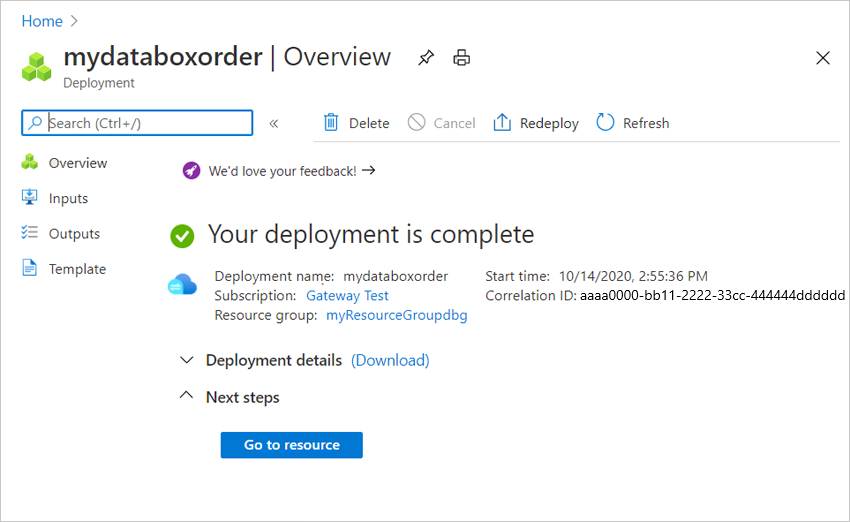 Home
mydataboxorder | Overview
Deployment
Search (Ctrl+/)
Delete
Cancel
Redeploy
Refresh
Overview
Inputs
Outputs
Template
We'd love your feedback!
Your deployment is complete
Deployment name: mydataboxorder
Subscription: Gateway Test
Resource group: myResourceGroupdbg
Start time: 10/14/2020, 2:55:36 PM
Correlation ID: aaaa0000-bb11-2222-33cc-444444dddddd
Deployment details (Download)
Next steps
Go to resource